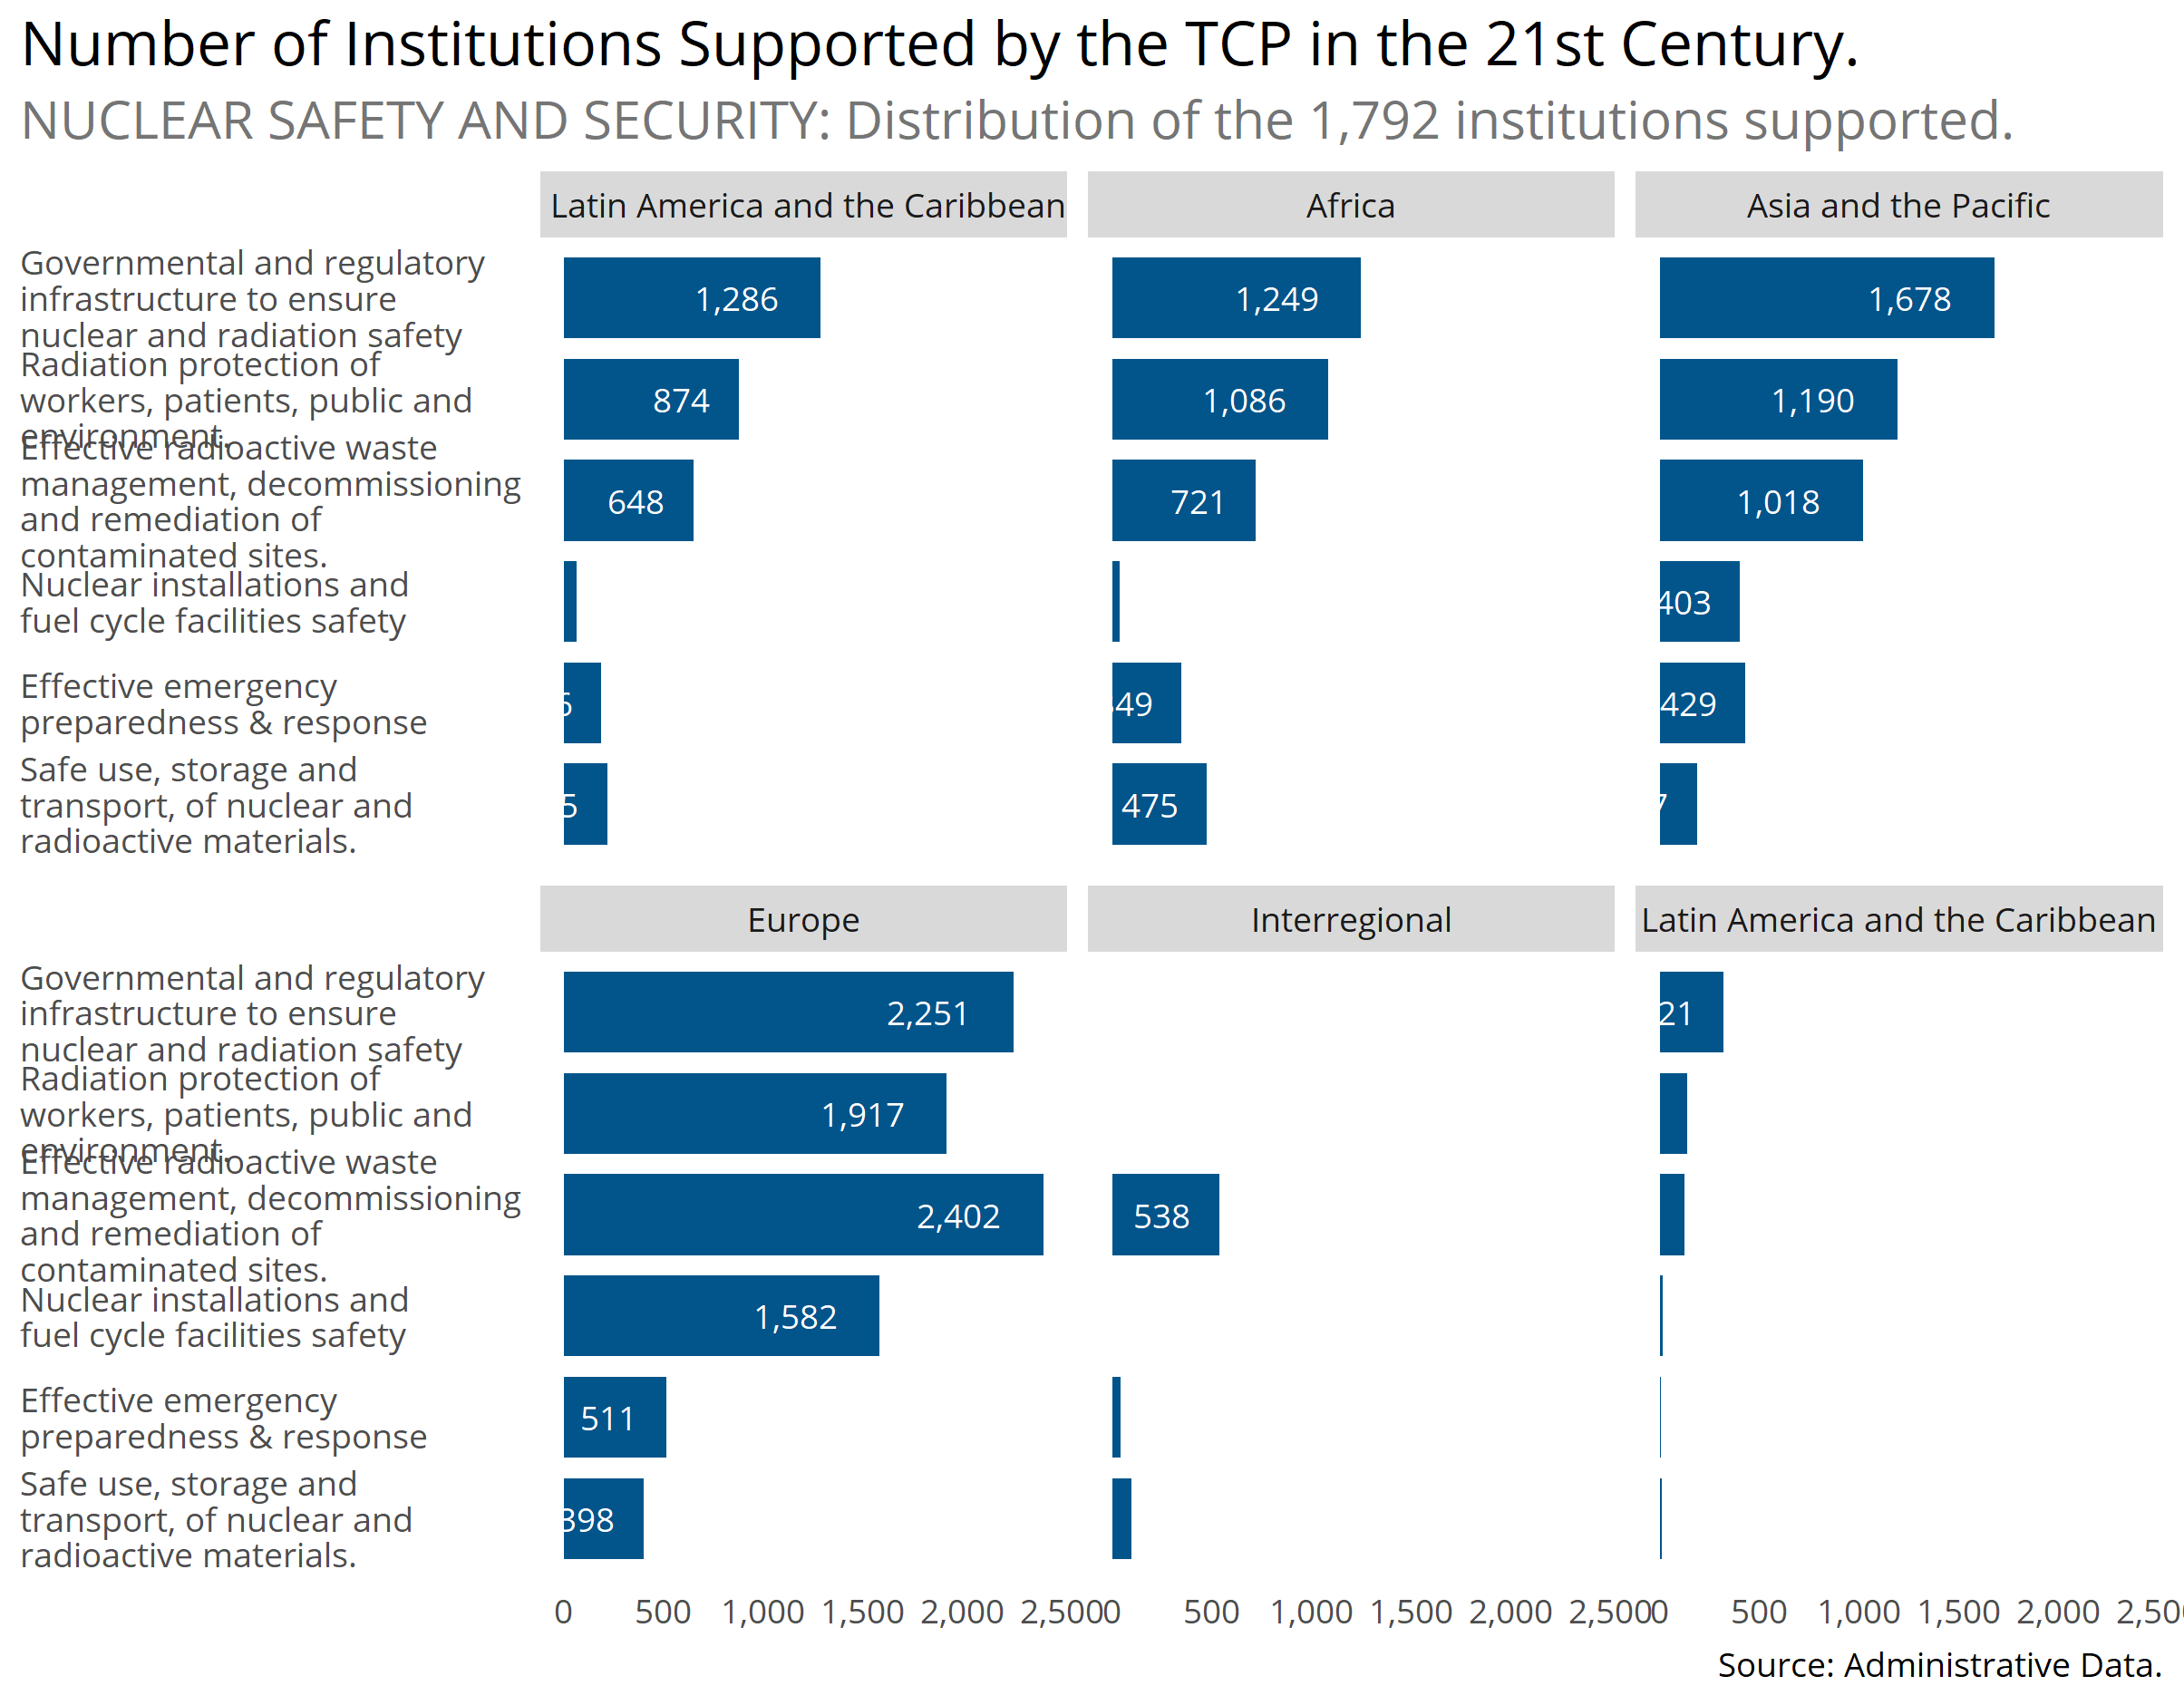 Number of Institutions Supported by the TCP in the 21st Century.
NUCLEAR SAFETY AND SECURITY: Distribution of the 1,792 institutions supported.
Latin America and the Caribbean
Africa
Asia and the Pacific
Governmental and regulatory
infrastructure to ensure
nuclear and radiation safety
1,286
1,249
1,678
Radiation protection of
workers, patients, public and
environment.
874
1,086
1,190
Effective radioactive waste
management, decommissioning
and remediation of
contaminated sites.
648
721
1,018
Nuclear installations and
fuel cycle facilities safety
403
Effective emergency
preparedness & response
6
49
429
Safe use, storage and
transport, of nuclear and
radioactive materials.
5
475
7
Europe
Interregional
Latin America and the Caribbean
Governmental and regulatory
infrastructure to ensure
nuclear and radiation safety
2,251
21
Radiation protection of
workers, patients, public and
environment.
1,917
Effective radioactive waste
management, decommissioning
and remediation of
contaminated sites.
2,402
538
Nuclear installations and
fuel cycle facilities safety
1,582
Effective emergency
preparedness & response
511
Safe use, storage and
transport, of nuclear and
radioactive materials.
398
0 500 1,000 1,500 2,000 2,500
0 500 1,000 1,500 2,000 2,500
0 500 1,000 1,500 2,000 2,50
Source: Administrative Data.